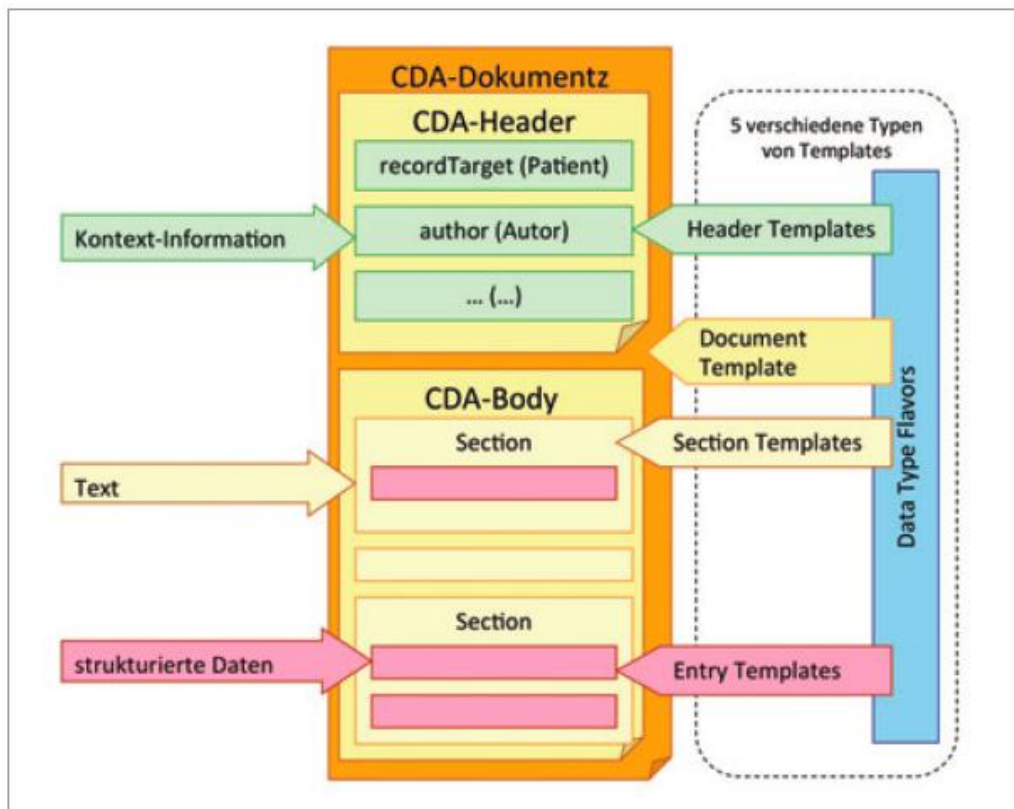 CDA-Dokumentz
CDA-Header
recordTarget (Patient)
author (Autor)
... (...)
Kontext-Information
5 verschiedene Typen
von Templates
Header Templates
Document
Template
CDA-Body
Section
Section Templates
Text
Section
strukturierte Daten
Entry Templates
Data Type Flavors